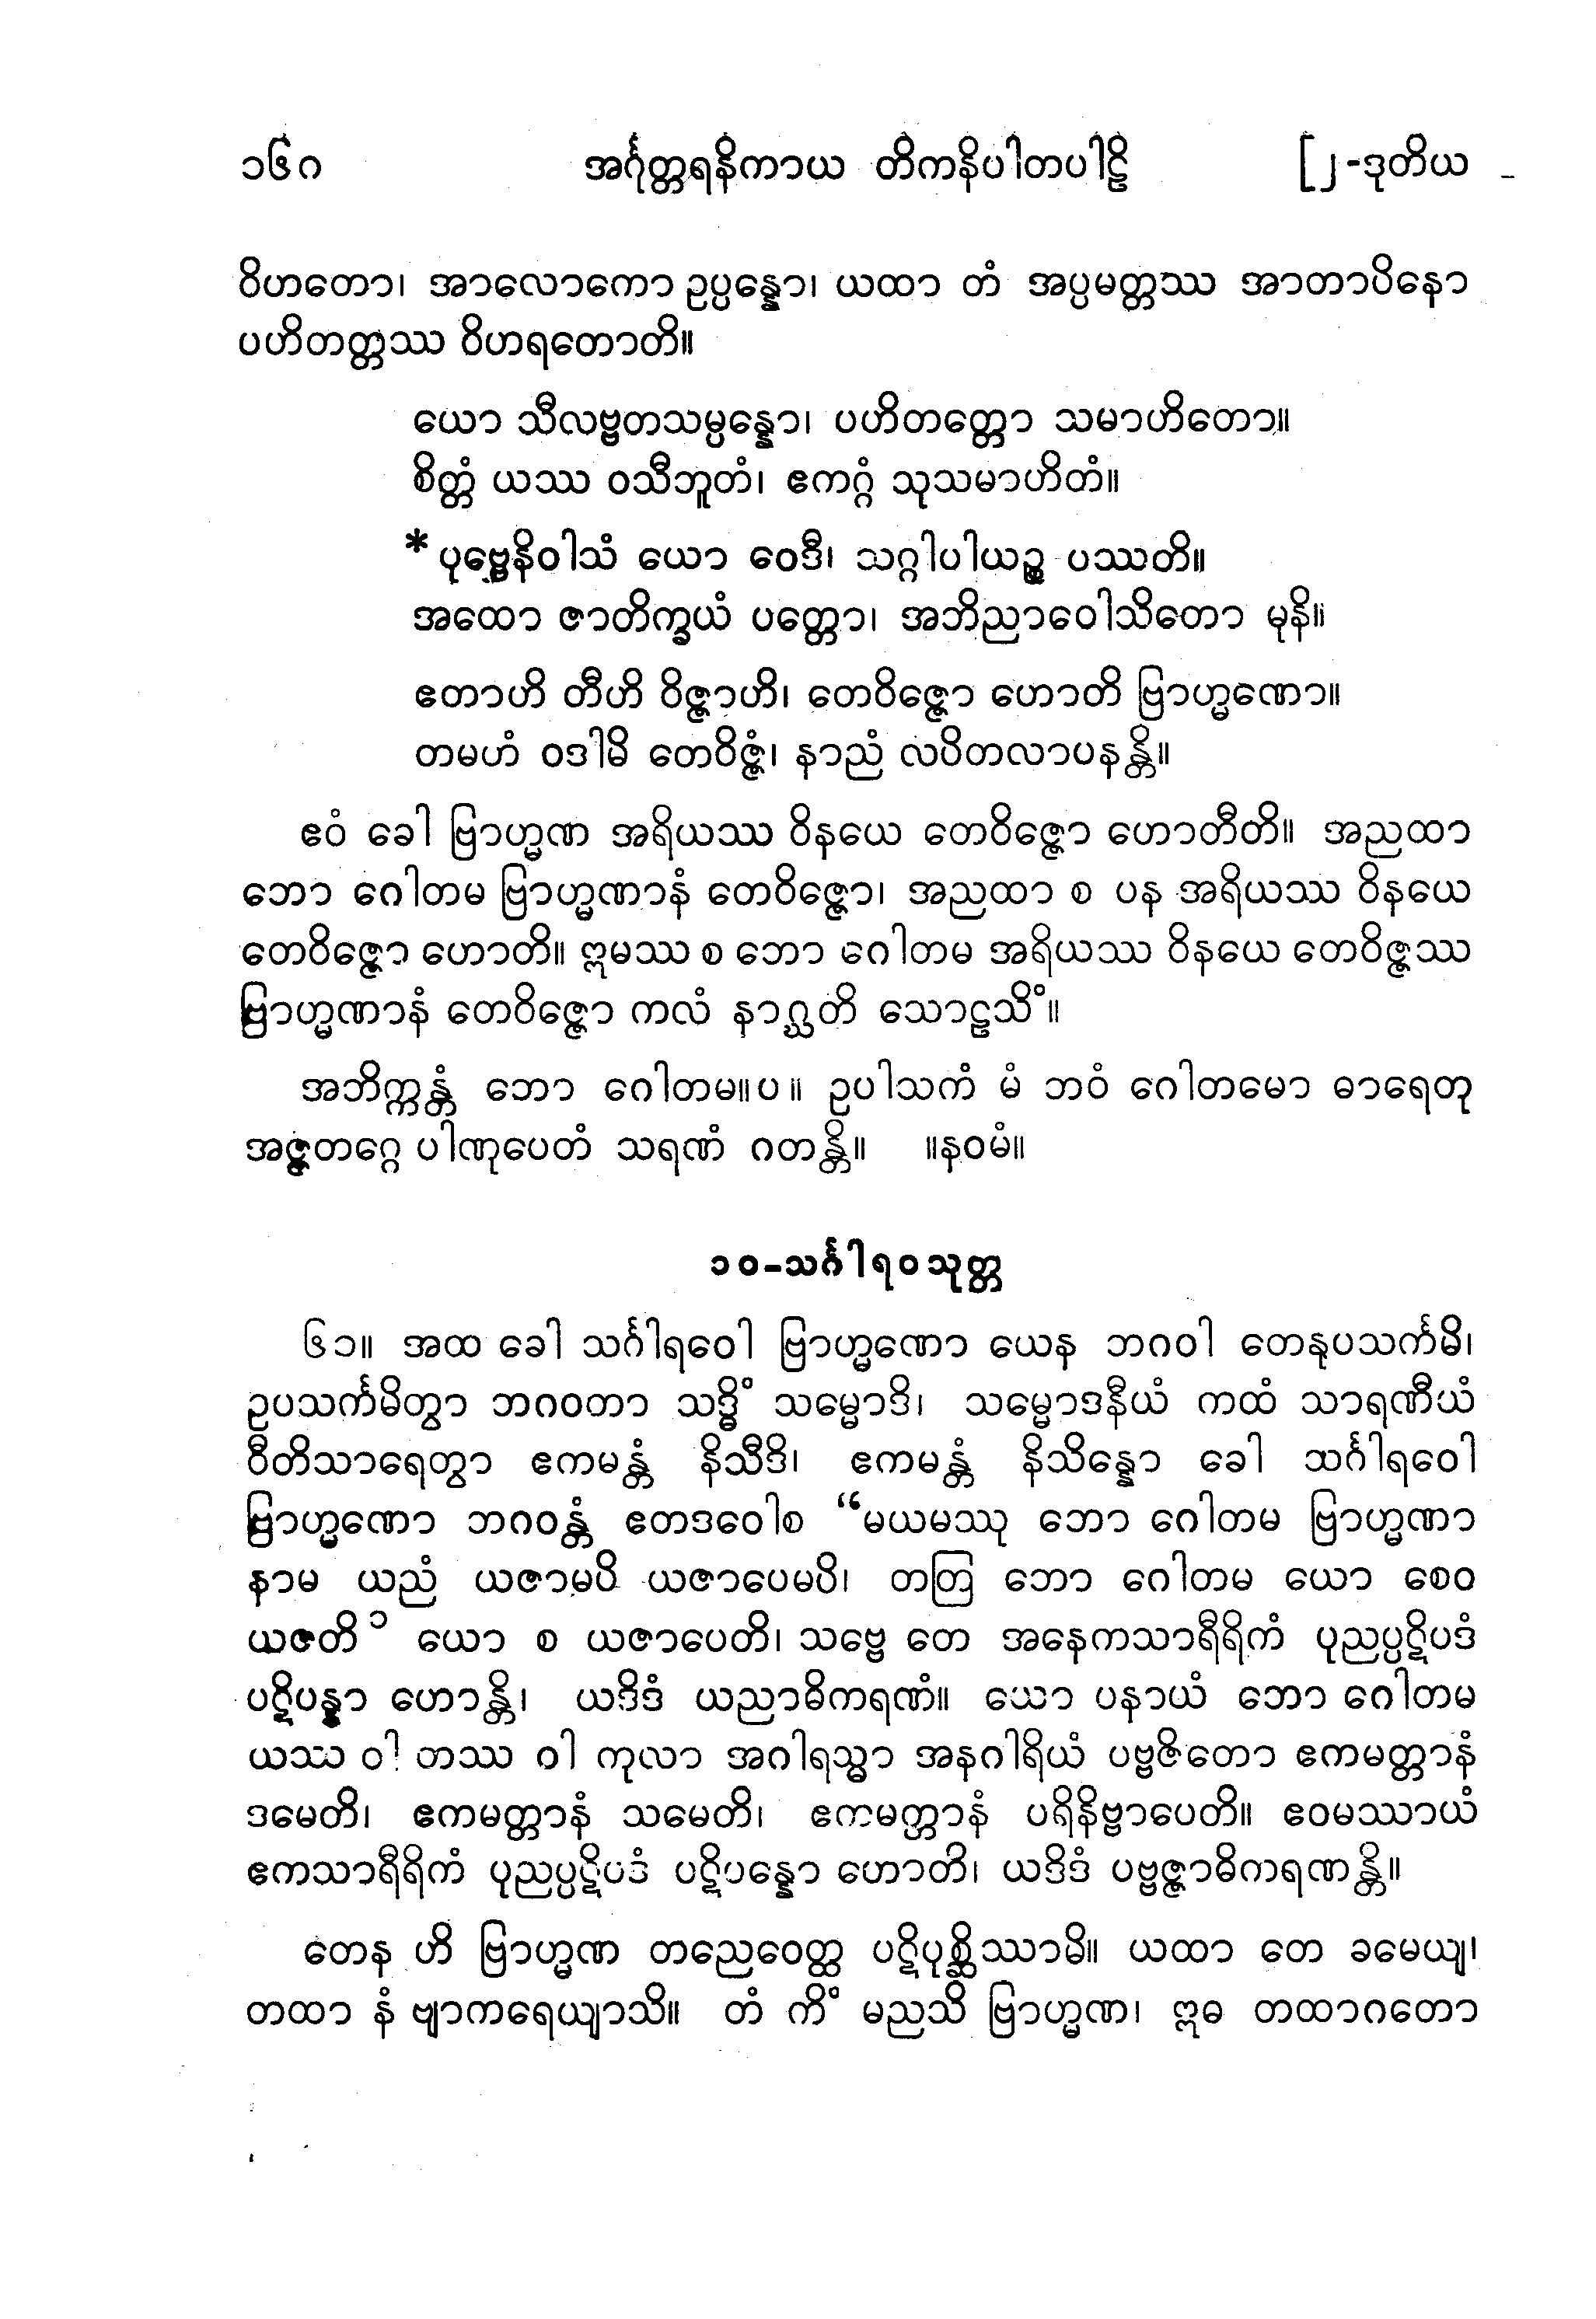 ၁၆၈ အင်္ဂုတ္တရနိကာယ တိကနိပါတပါဠိ [၂-ဒုတိယ
ဝိဟတော၊ အာလောကော ဥပ္ပန္နော၊ ယထာ တံ အပ္ပမတ္တဿ အာတာပိနော
ပဟိတတ္တဿ ဝိဟရတောတိ။
ယော သီလဗ္ဗတသမ္ပန္နော၊ ပဟိတတ္တော သမာဟိတော။
စိတ္တံ ယဿ ဝသီဘူတံ၊ ဧကဂ္ဂံ သုသမာဟိတံ။
*ပုဗ္ဗေနိဝါသံ ယော ဝေဒီ၊ သဂ္ဂါပါယဉ္စ ပဿတိ။
အထော ဇာတိက္ခယံ ပတ္တော၊ အဘိညာဝေါသိတော မုနိ။
ဧတာဟိ တီဟိ ဝိဇ္ဇာဟိ၊ တေဝိဇ္ဇော ဟောတိ ဗြာဟ္မဏော။
တမဟံ ဝဒါမိ တေဝိဇ္ဇံ၊ နာညံ လပိတလာပနန္တိ။
ဧဝံ ခေါ ဗြာဟ္မဏ အရိယဿ ဝိနယေ တေဝိဇ္ဇော ဟောတီတိ။ အညထာ
ဘော ဂေါတမ ဗြာဟ္မဏာနံ တေဝိဇ္ဇော၊ အညထာ စ ပန အရိယဿ ဝိနယေ
တေဝိဇ္ဇော ဟောတိ။ ဣမဿ စ ဘော ဂေါတမ အရိယဿ ဝိနယေ တေဝိဇ္ဇဿ
ဗြာဟ္မဏာနံ တေဝိဇ္ဇော ကလံ နာဂ္ဃတိ သောဠသိံ။
အဘိက္ကန္တံ ဘော ဂေါတမ။ပ။ ဥပါသကံ မံ ဘဝံ ဂေါတမော ဓာရေတု
အဇ္ဇတဂ္ဂေ ပါဏုပေတံ သရဏံ ဂတန္တိ။ ။နဝမံ။
၁၀-သင်္ဂါရဝသုတ္တ
၆၁။ အထ ခေါ သင်္ဂါရဝေါ ဗြာဟ္မဏော ယေန ဘဂဝါ တေနုပသင်္ကမိ၊
ဥပသင်္ကမိတွာ ဘဂဝတာ သဒ္ဓိံ သမ္မောဒိ၊ သမ္မောဒနီယံ ကထံ သာရဏီယံ
ဝီတိသာရေတွာ ဧကမန္တံ နိသီဒိ၊ ဧကမန္တံ နိသိန္နော ခေါ သင်္ဂါရဝေါ
ဗြာဟ္မဏော ဘဂဝန္တံ ဧတဒဝေါစ “မယမဿု ဘော ဂေါတမ ဗြာဟ္မဏာ
နာမ ယညံ ယဇာမပိ ယဇာပေမပိ၊ တတြ ဘော ဂေါတမ ယော စေဝ
ယဇတိ ၁ ယော စ ယဇာပေတိ၊ သဗ္ဗေ တေ အနေကသာရီရိကံ ပုညပ္ပဋိပဒံ
ပဋိပန္နာ ဟောန္တိ၊ ယဒိဒံ ယညာဓိကရဏံ။ ယော ပနာယံ ဘော ဂေါတမ
ယဿ ဝါ တဿ ဝါ ကုလာ အဂါရသ္မာ အနဂါရိယံ ပဗ္ဗဇိတော ဧကမတ္တာနံ
ဒမေတိ၊ ဧကမတ္တာနံ သမေတိ၊ ဧကမတ္တာနံ ပရိနိဗ္ဗာပေတိ။ ဧဝမဿာယံ
ဧကသာရီရိကံ ပုညပ္ပဋိပဒံ ပဋိပန္နော ဟောတိ၊ ယဒိဒံ ပဗ္ဗဇ္ဇာဓိကရဏန္တိ။
တေန ဟိ ဗြာဟ္မဏ တညေဝေတ္ထ ပဋိပုစ္ဆိဿာမိ။ ယထာ တေ ခမေယျ၊
တထာ နံ ဗျာကရေယျာသိ။ တံ ကိံ မညသိ ဗြာဟ္မဏ၊ ဣဓ တထာဂတော